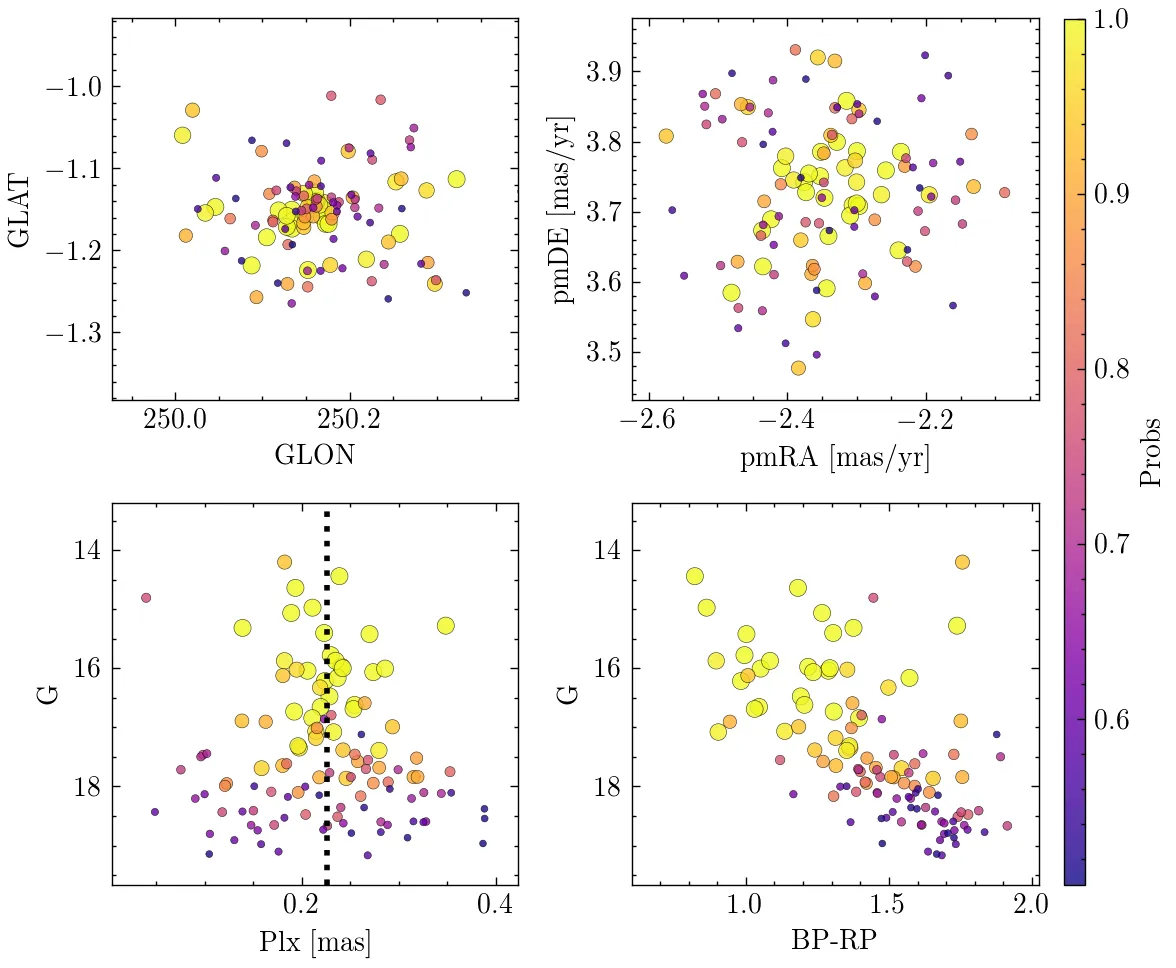 −1.0
−1.1
−1.2
−1.3
GLAT
250.0 250.2
GLON
3.9
3.8
3.7
3.6
3.5
pmDE [mas/yr]
−2.6 −2.4 −2.2
pmRA [mas/yr]
1.0
0.9
0.8
0.7
0.6
Probs
14
16
18
G
0.2 0.4
Plx [mas]
14
16
18
G
1.0 1.5 2.0
BP-RP